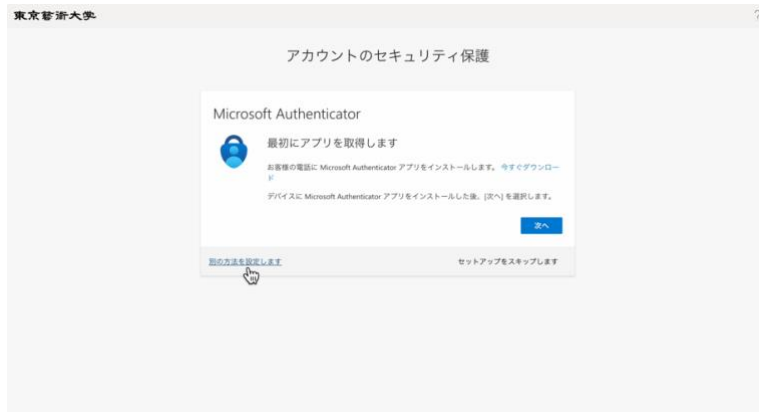 東京藝術大学
?
アカウントのセキュリティ保護
Microsoft Authenticator
最初にアプリを取得します
お客様の電話に Microsoft Authenticator アプリをインストールします。 今すぐダウンロー
ド
デバイスに Microsoft Authenticator アプリをインストールした後、[次へ] を選択します。
次へ
別の方法を設定します
セットアップをスキップします